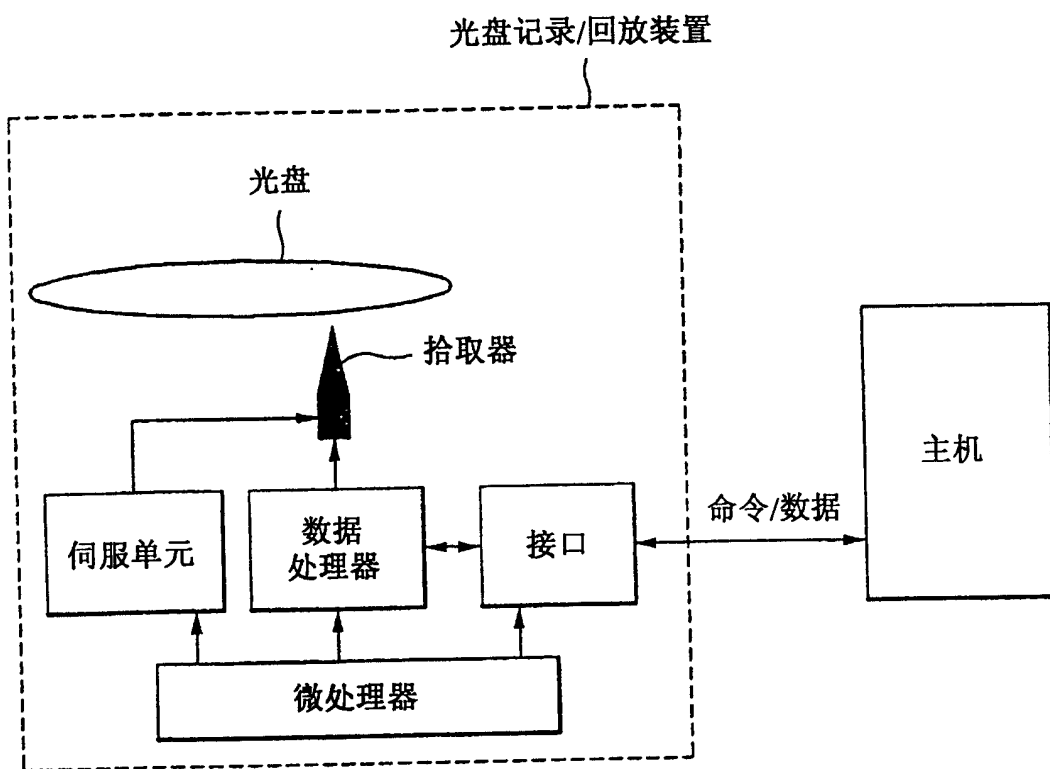 光盘记录/回放装置
光盘
拾取器
主机
命令/数据
伺服单元
数据
处理器
接口
微处理器